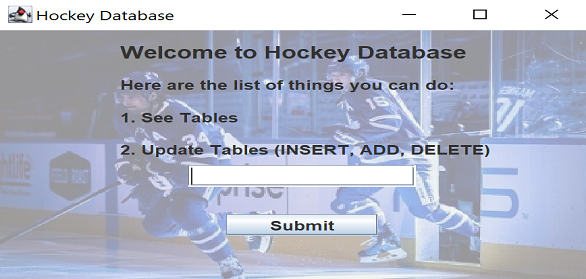 Hockey Database
Welcome to Hockey Database
Here are the list of things you can do:
1. See Tables
2. Update Tables (INSERT, ADD, DELETE)
16
Submit